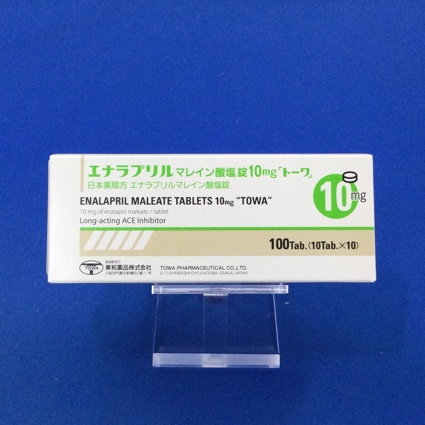 エナラプリルマレイン酸塩錠10mg「トーワ」
日本薬局方 エナラプリルマレイン酸塩錠
10mg
ENALAPRIL MALEATE TABLETS 10mg "TOWA"
10 mg of enalapril maleate / tablet
Long-acting ACE Inhibitor
100Tab.(10Tab.×10)
TOWA
東和薬品株式会社
TOWA PHARMACEUTICAL CO.,LTD.